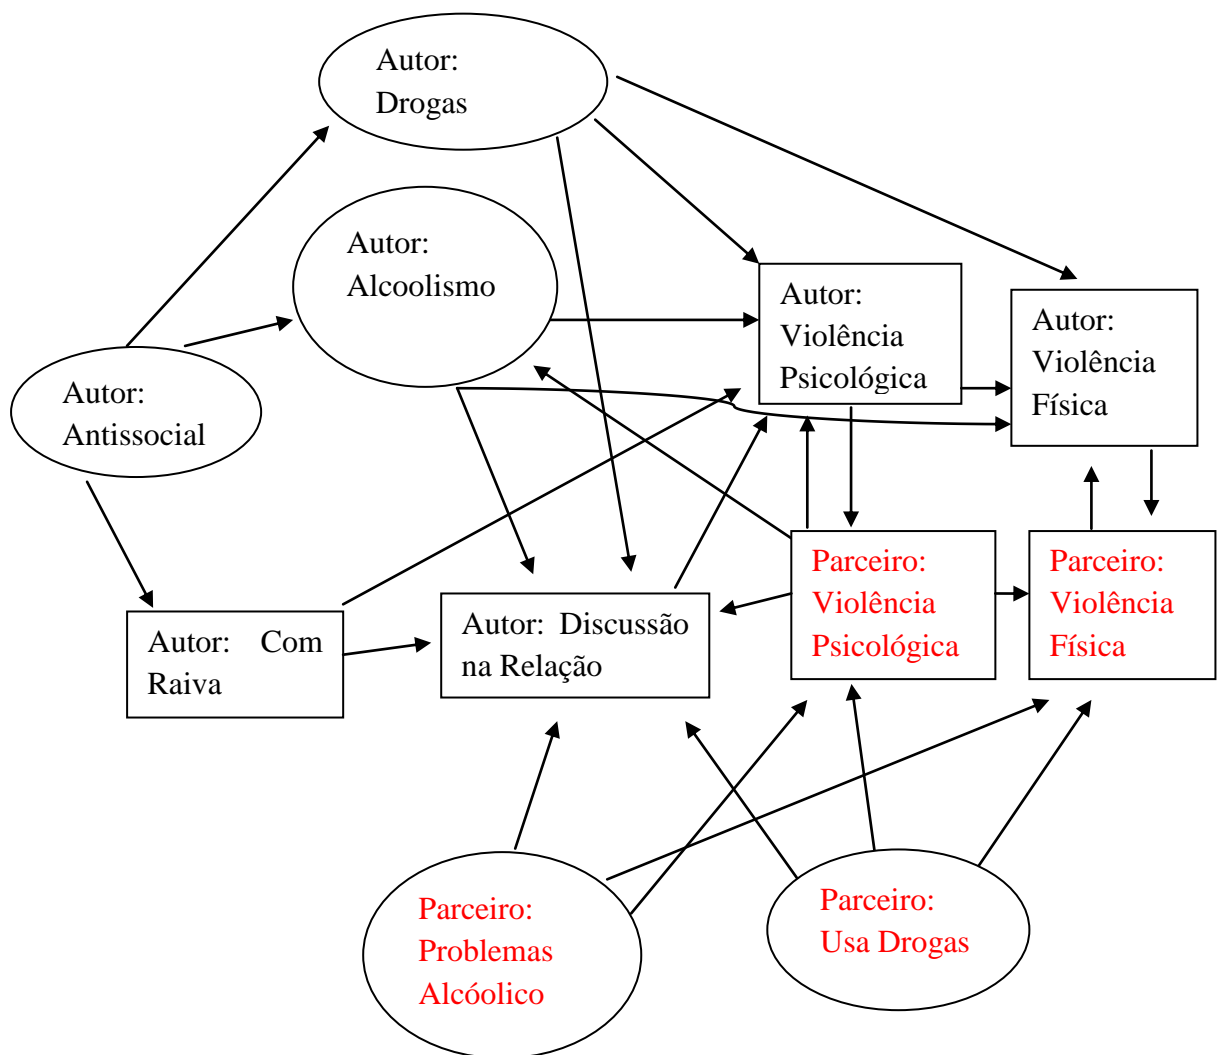 Autor:
Drogas
Autor:
Alcoolismo
Autor:
Violência
Psicológica
Autor:
Violência
Física
Autor:
Antissocial
Parceiro:
Violência
Psicológica
Parceiro:
Violência
Física
Autor: Com
Raiva
Autor: Discussão
na Relação
Parceiro:
Problemas
Alcóolico
Parceiro:
Usa Drogas